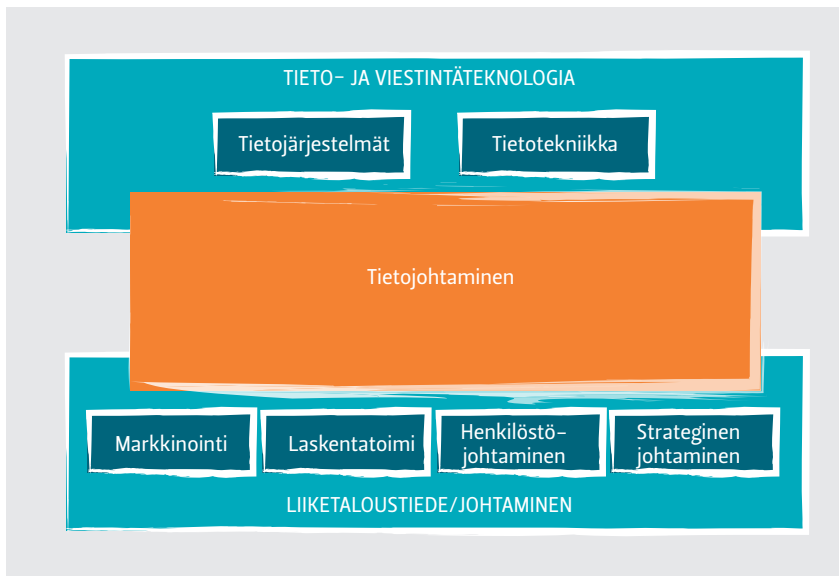 TIETO- JA VIESTINTÄTEKNOLOGIA
Tietojärjestelmät
Tietotekniikka
Tietojohtaminen
Markkinointi
Laskentatoimi
Henkilöstö-
johtaminen
Strateginen
johtaminen
LIIKETALOUSTIEDE/JOHTAMINEN